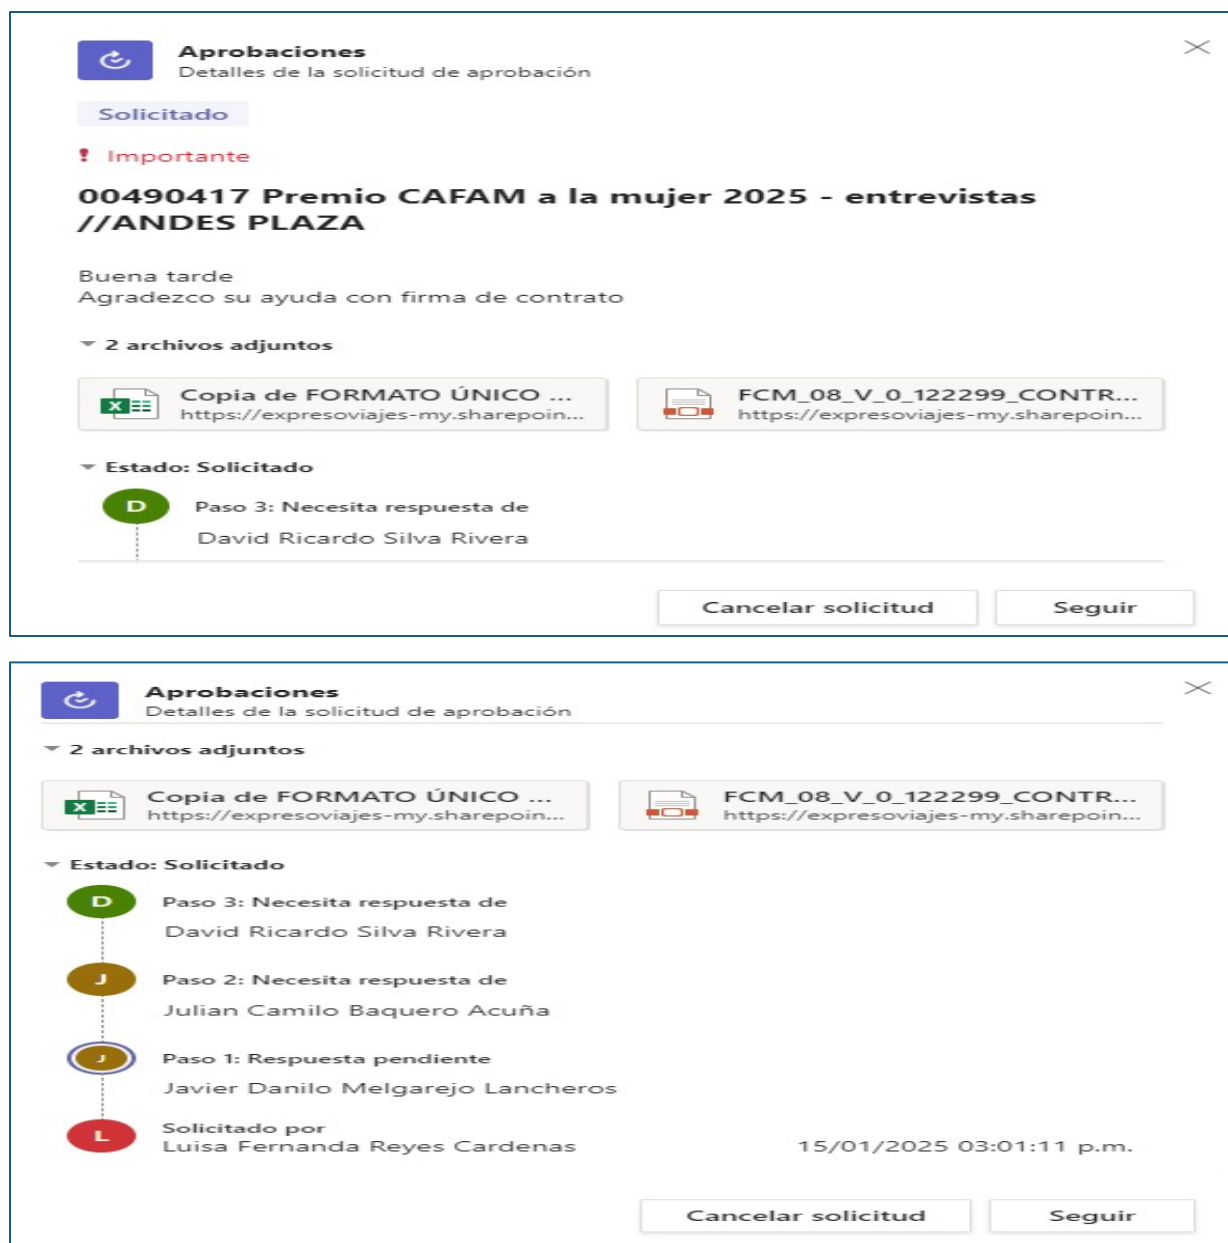 Aprobaciones
Detalles de la solicitud de aprobación
Solicitado
! Importante
00490417 Premio CAFAM a la mujer 2025 - entrevistas
//ANDES PLAZA
Buena tarde
Agradezco su ayuda con firma de contrato
2 archivos adjuntos
Copia de FORMATO ÚNICO ...
https://expresoviajes-my.sharepoin...
FCM_08_V_0_122299_CONTR...
https://expresoviajes-my.sharepoin...
Estado: Solicitado
D
Paso 3: Necesita respuesta de
David Ricardo Silva Rivera
Cancelar solicitud
Seguir
Aprobaciones
Detalles de la solicitud de aprobación
2 archivos adjuntos
Copia de FORMATO ÚNICO ...
https://expresoviajes-my.sharepoin...
FCM_08_V_0_122299_CONTR...
https://expresoviajes-my.sharepoin...
Estado: Solicitado
D
Paso 3: Necesita respuesta de
David Ricardo Silva Rivera
J
Paso 2: Necesita respuesta de
Julian Camilo Baquero Acuña
J
Paso 1: Respuesta pendiente
Javier Danilo Melgarejo Lancheros
L
Solicitado por
Luisa Fernanda Reyes Cardenas 15/01/2025 03:01:11 p.m.
Cancelar solicitud
Seguir